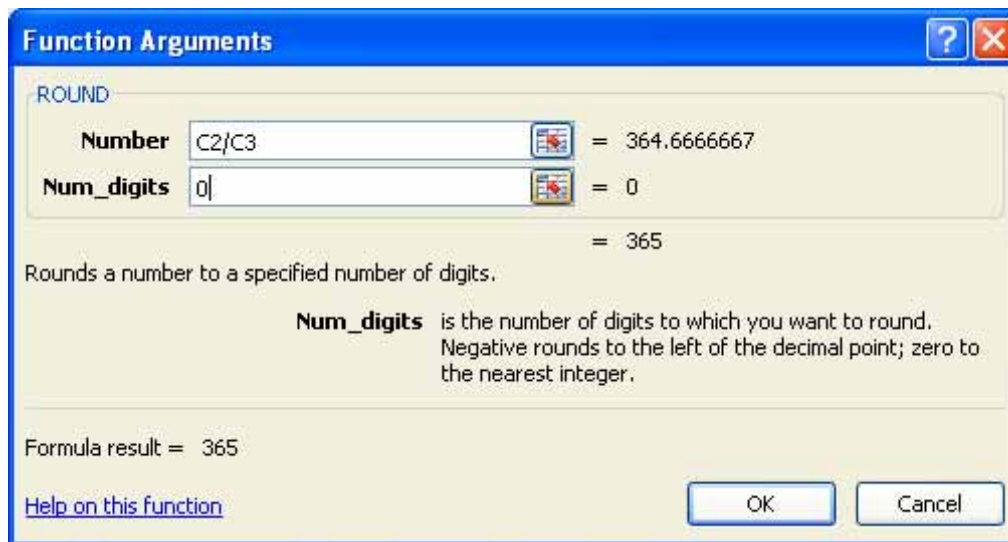 Function Arguments
ROUND
Number C2/C3 = 364.6666667
Num_digits 0 = 0
= 365
Rounds a number to a specified number of digits.
Num_digits is the number of digits to which you want to round.
Negative rounds to the left of the decimal point; zero to
the nearest integer.
Formula result = 365
Help on this function OK Cancel